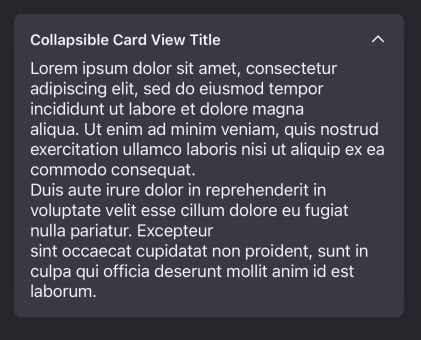 Collapsible Card View Title
Lorem ipsum dolor sit amet, consectetur
adipiscing elit, sed do eiusmod tempor
incididunt ut labore et dolore magna
aliqua. Ut enim ad minim veniam, quis nostrud
exercitation ullamco laboris nisi ut aliquip ex ea
commodo consequat.
Duis aute irure dolor in reprehenderit in
voluptate velit esse cillum dolore eu fugiat
nulla pariatur. Excepteur
sint occaecat cupidatat non proident, sunt in
culpa qui officia deserunt mollit anim id est
laborum.